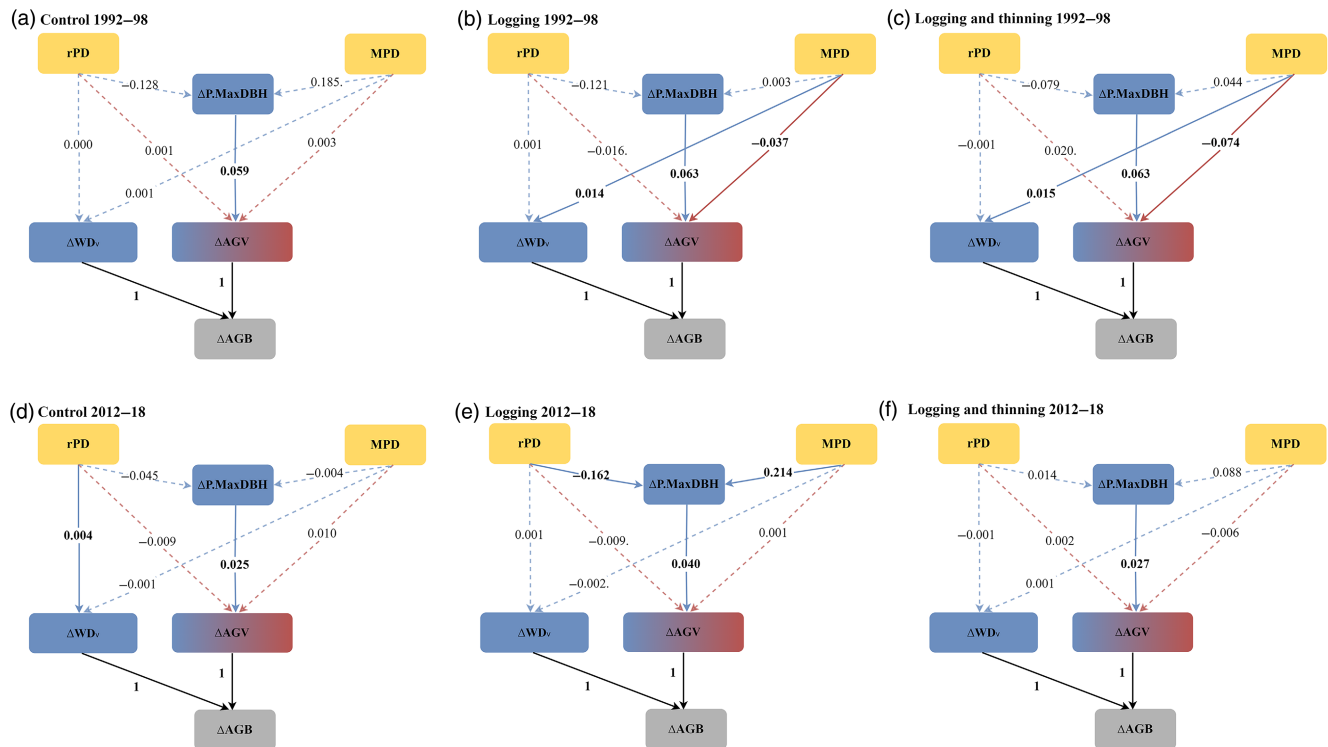 (a) Control 1992–98
rPD
MPD
ΔP.MaxDBH
–0.128
0.185.
0.000
0.001
0.003
0.059
0.001
ΔWDv
ΔAGV
1
1
ΔAGB
(b) Logging 1992–98
rPD
MPD
ΔP.MaxDBH
–0.121
0.003
0.001
–0.016.
–0.037
0.063
0.014
ΔWDv
ΔAGV
1
1
ΔAGB
(c) Logging and thinning 1992–98
rPD
MPD
ΔP.MaxDBH
–0.079
0.044
–0.001
0.020.
–0.074
0.063
0.015
ΔWDv
ΔAGV
1
1
ΔAGB
(d) Control 2012–18
rPD
MPD
ΔP.MaxDBH
–0.045
–0.004
0.004
–0.009
0.010
0.025
–0.001
ΔWDv
ΔAGV
1
1
ΔAGB
(e) Logging 2012–18
rPD
MPD
ΔP.MaxDBH
–0.162
0.214
0.001
–0.009.
0.001
0.040
–0.002.
ΔWDv
ΔAGV
1
1
ΔAGB
(f) Logging and thinning 2012–18
rPD
MPD
ΔP.MaxDBH
0.014
0.088
–0.001
0.002
–0.006
0.027
0.001
ΔWDv
ΔAGV
1
1
ΔAGB